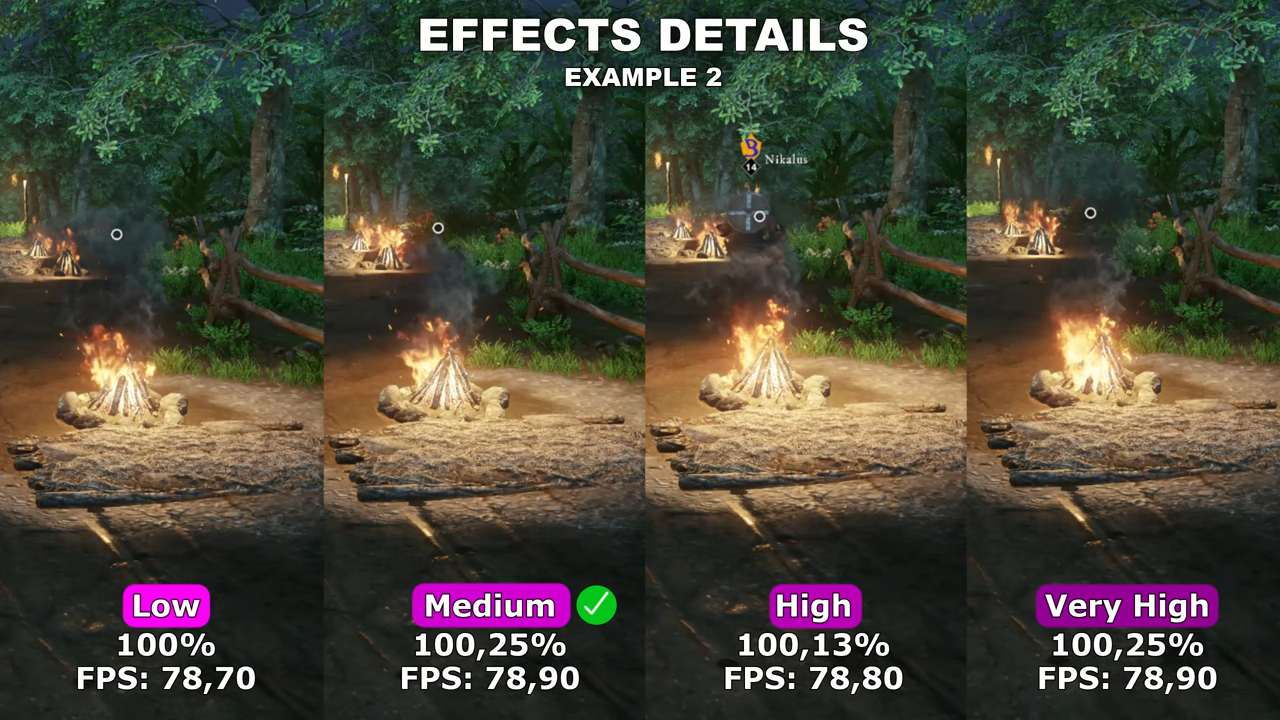 EFFECTS DETAILS
EXAMPLE 2
B
14
Nikalus
Low
100%
FPS: 78,70
Medium
100,25%
FPS: 78,90
High
100,13%
FPS: 78,80
Very High
100,25%
FPS: 78,90